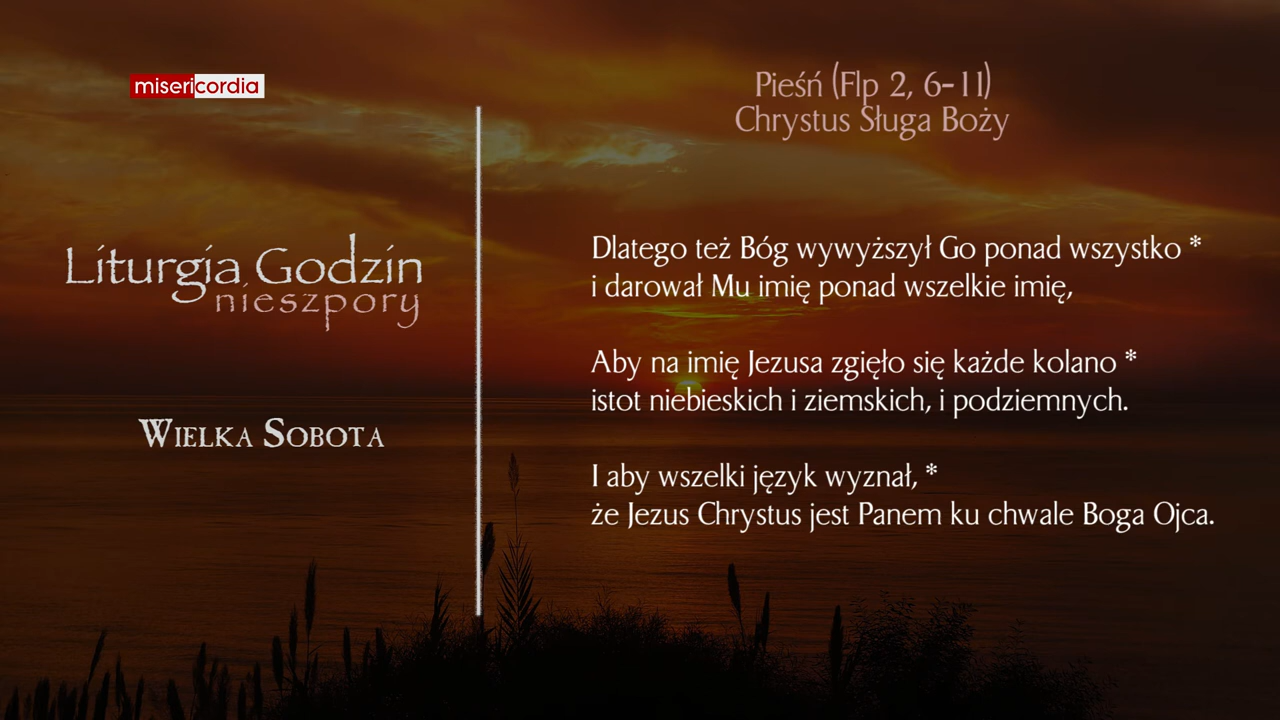 misericordia
Liturgia Godzin
nieszpory
Wielka Sobota
Pieśń (Flp 2, 6-11)
Chrystus Sługa Boży
Dlatego też Bóg wywyższył Go ponad wszystko *
i darował Mu imię ponad wszelkie imię,
Aby na imię Jezusa zgięło się każde kolano *
istot niebieskich i ziemskich, i podziemnych.
I aby wszelki język wyznał, *
że Jezus Chrystus jest Panem ku chwale Boga Ojca.